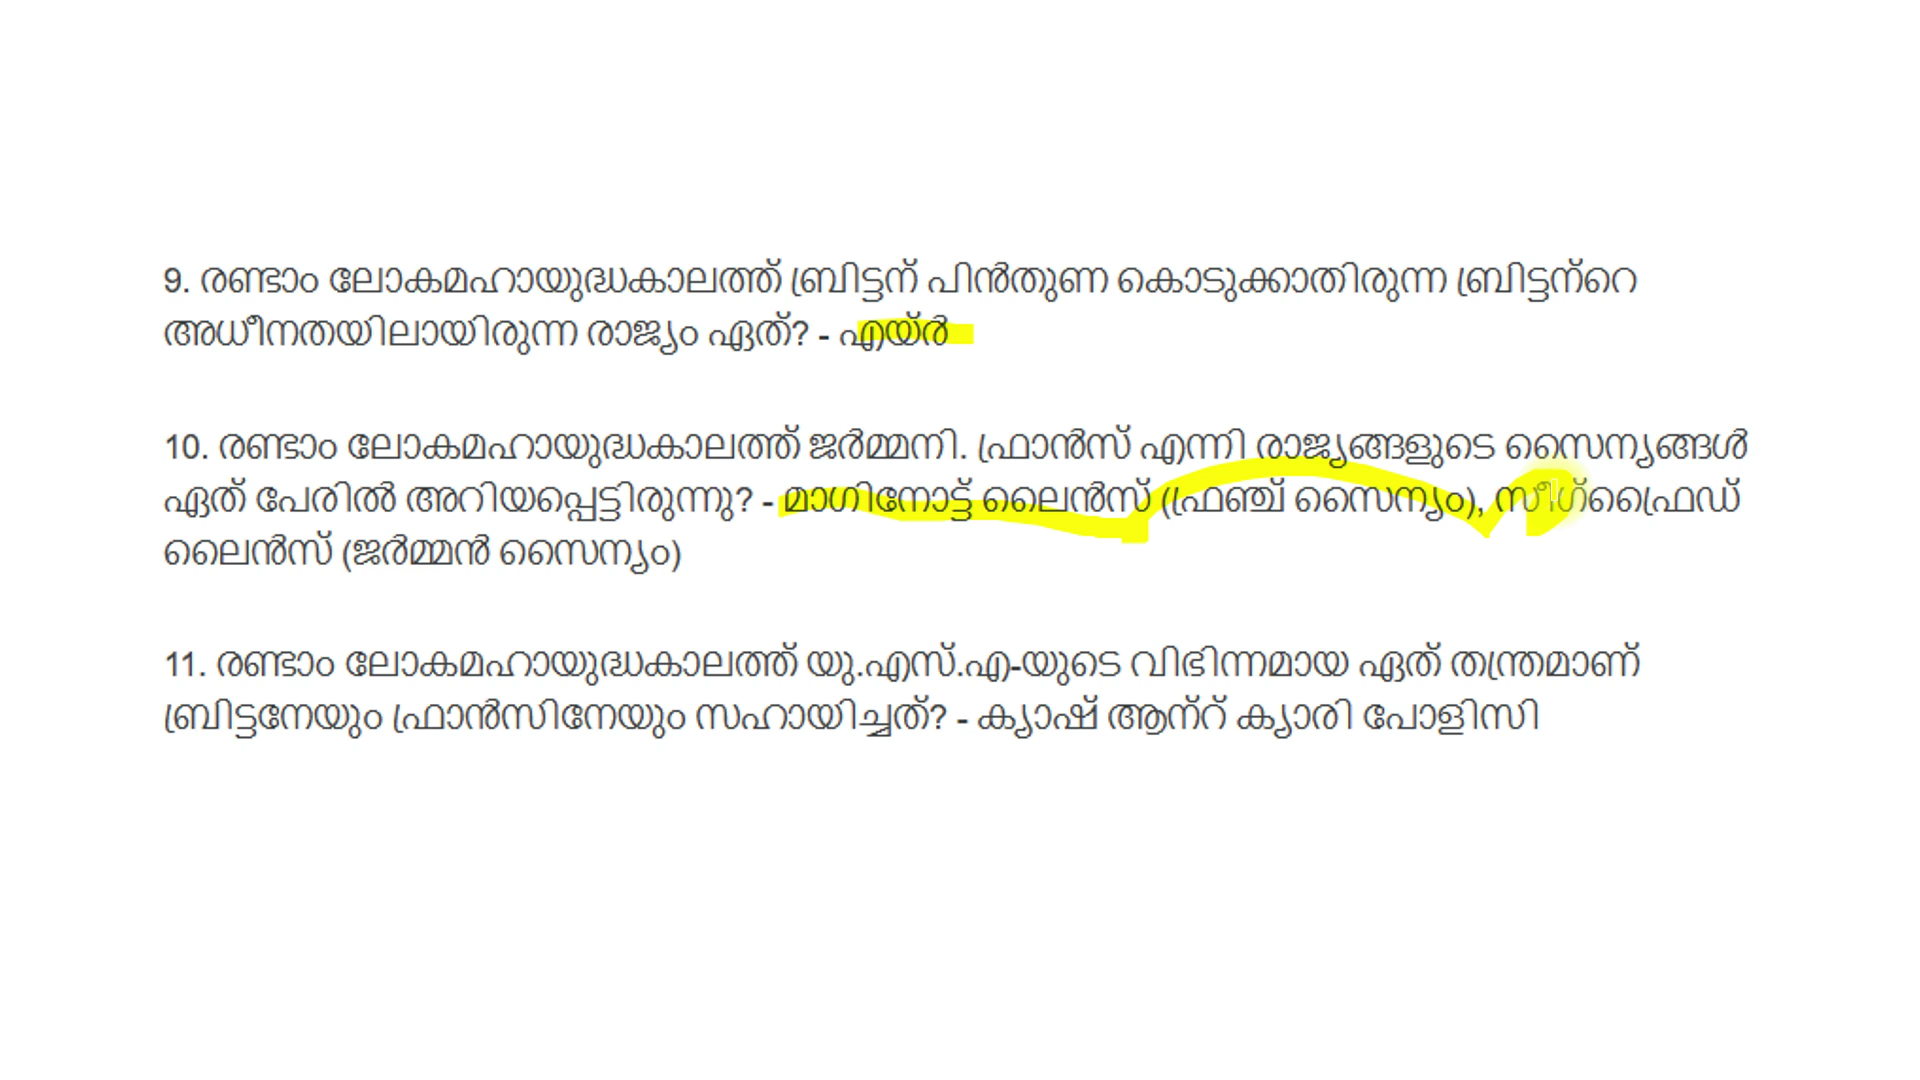 9. രണ്ടാം ലോകമഹായുദ്ധകാലത്ത് ബ്രിട്ടന് പിൻതുണ കൊടുക്കാതിരുന്ന ബ്രിട്ടന്റെ
അധീനതയിലായിരുന്ന രാജ്യം ഏത്? - എയ്ർ
10. രണ്ടാം ലോകമഹായുദ്ധകാലത്ത് ജർമ്മനി. ഫ്രാൻസ് എന്നി രാജ്യങ്ങളുടെ സൈന്യങ്ങൾ
ഏത് പേരിൽ അറിയപ്പെട്ടിരുന്നു? - മാഗിനോട്ട് ലൈൻസ് (ഫ്രഞ്ച് സൈന്യം), സീഗ്ഫ്രൈഡ്
ലൈൻസ് (ജർമ്മൻ സൈന്യം)
11. രണ്ടാം ലോകമഹായുദ്ധകാലത്ത് യു.എസ്.എ-യുടെ വിഭിന്നമായ ഏത് തന്ത്രമാണ്
ബ്രിട്ടനേയും ഫ്രാൻസിനേയും സഹായിച്ചത്? - ക്യാഷ് ആന്റ് ക്യാരി പോളിസി